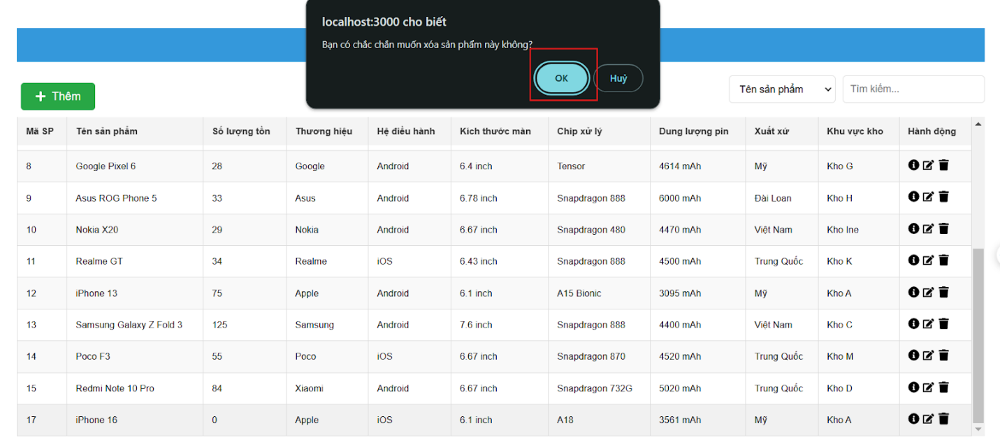 localhost:3000 cho biết
Bạn có chắc chắn muốn xóa sản phẩm này không?
OK Huỷ
+ Thêm Tên sản phẩm Tìm kiếm...
Mã SP Tên sản phẩm Số lượng tồn Thương hiệu Hệ điều hành Kích thước màn Chip xử lý Dung lượng pin Xuất xứ Khu vực kho Hành động
8 Google Pixel 6 28 Google Android 6.4 inch Tensor 4614 mAh Mỹ Kho G
9 Asus ROG Phone 5 33 Asus Android 6.78 inch Snapdragon 888 6000 mAh Đài Loan Kho H
10 Nokia X20 29 Nokia Android 6.67 inch Snapdragon 480 4470 mAh Việt Nam Kho Ine
11 Realme GT 34 Realme iOS 6.43 inch Snapdragon 888 4500 mAh Trung Quốc Kho K
12 iPhone 13 75 Apple Android 6.1 inch A15 Bionic 3095 mAh Mỹ Kho A
13 Samsung Galaxy Z Fold 3 125 Samsung Android 7.6 inch Snapdragon 888 4400 mAh Việt Nam Kho C
14 Poco F3 55 Poco iOS 6.67 inch Snapdragon 870 4520 mAh Trung Quốc Kho M
15 Redmi Note 10 Pro 84 Xiaomi Android 6.67 inch Snapdragon 732G 5020 mAh Trung Quốc Kho D
17 iPhone 16 0 Apple iOS 6.1 inch A18 3561 mAh Mỹ Kho A